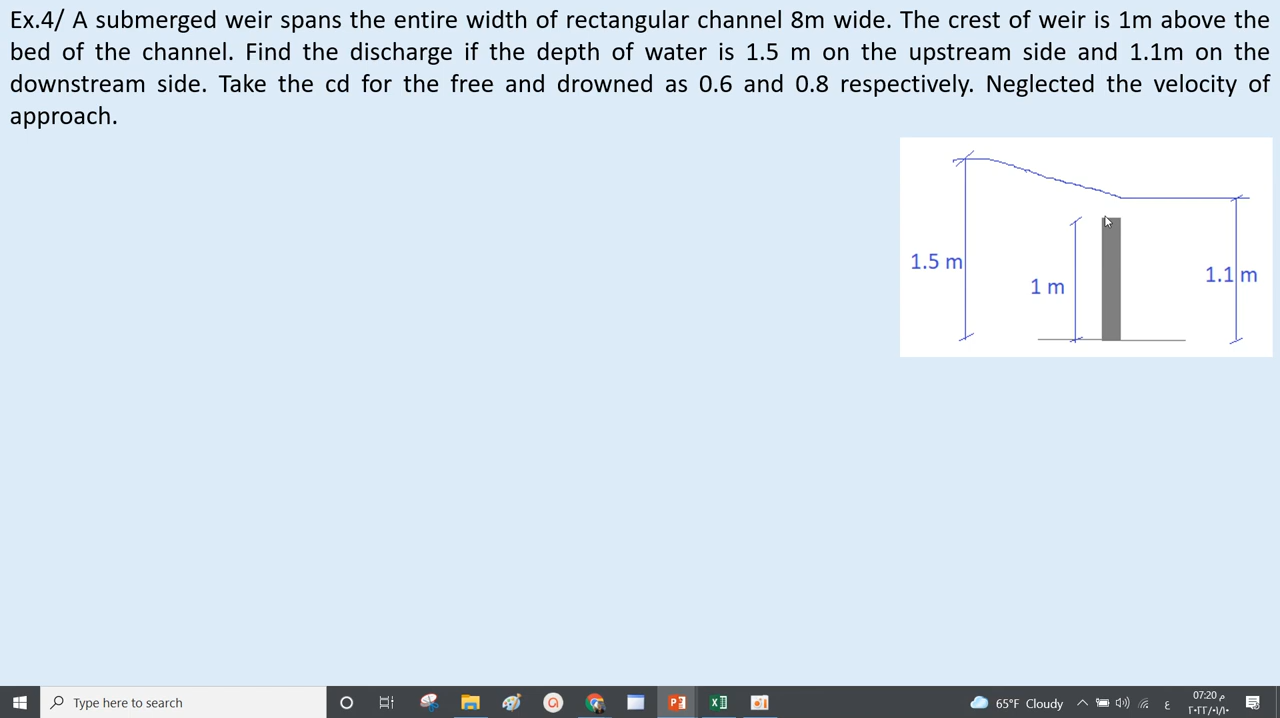 Ex.4/ A submerged weir spans the entire width of rectangular channel 8m wide. The crest of weir is 1m above the
bed of the channel. Find the discharge if the depth of water is 1.5 m on the upstream side and 1.1m on the
downstream side. Take the cd for the free and drowned as 0.6 and 0.8 respectively. Neglected the velocity of
approach.
1.5 m
1 m
1.1 m
Type here to search
65°F Cloudy
ع
07:20 م